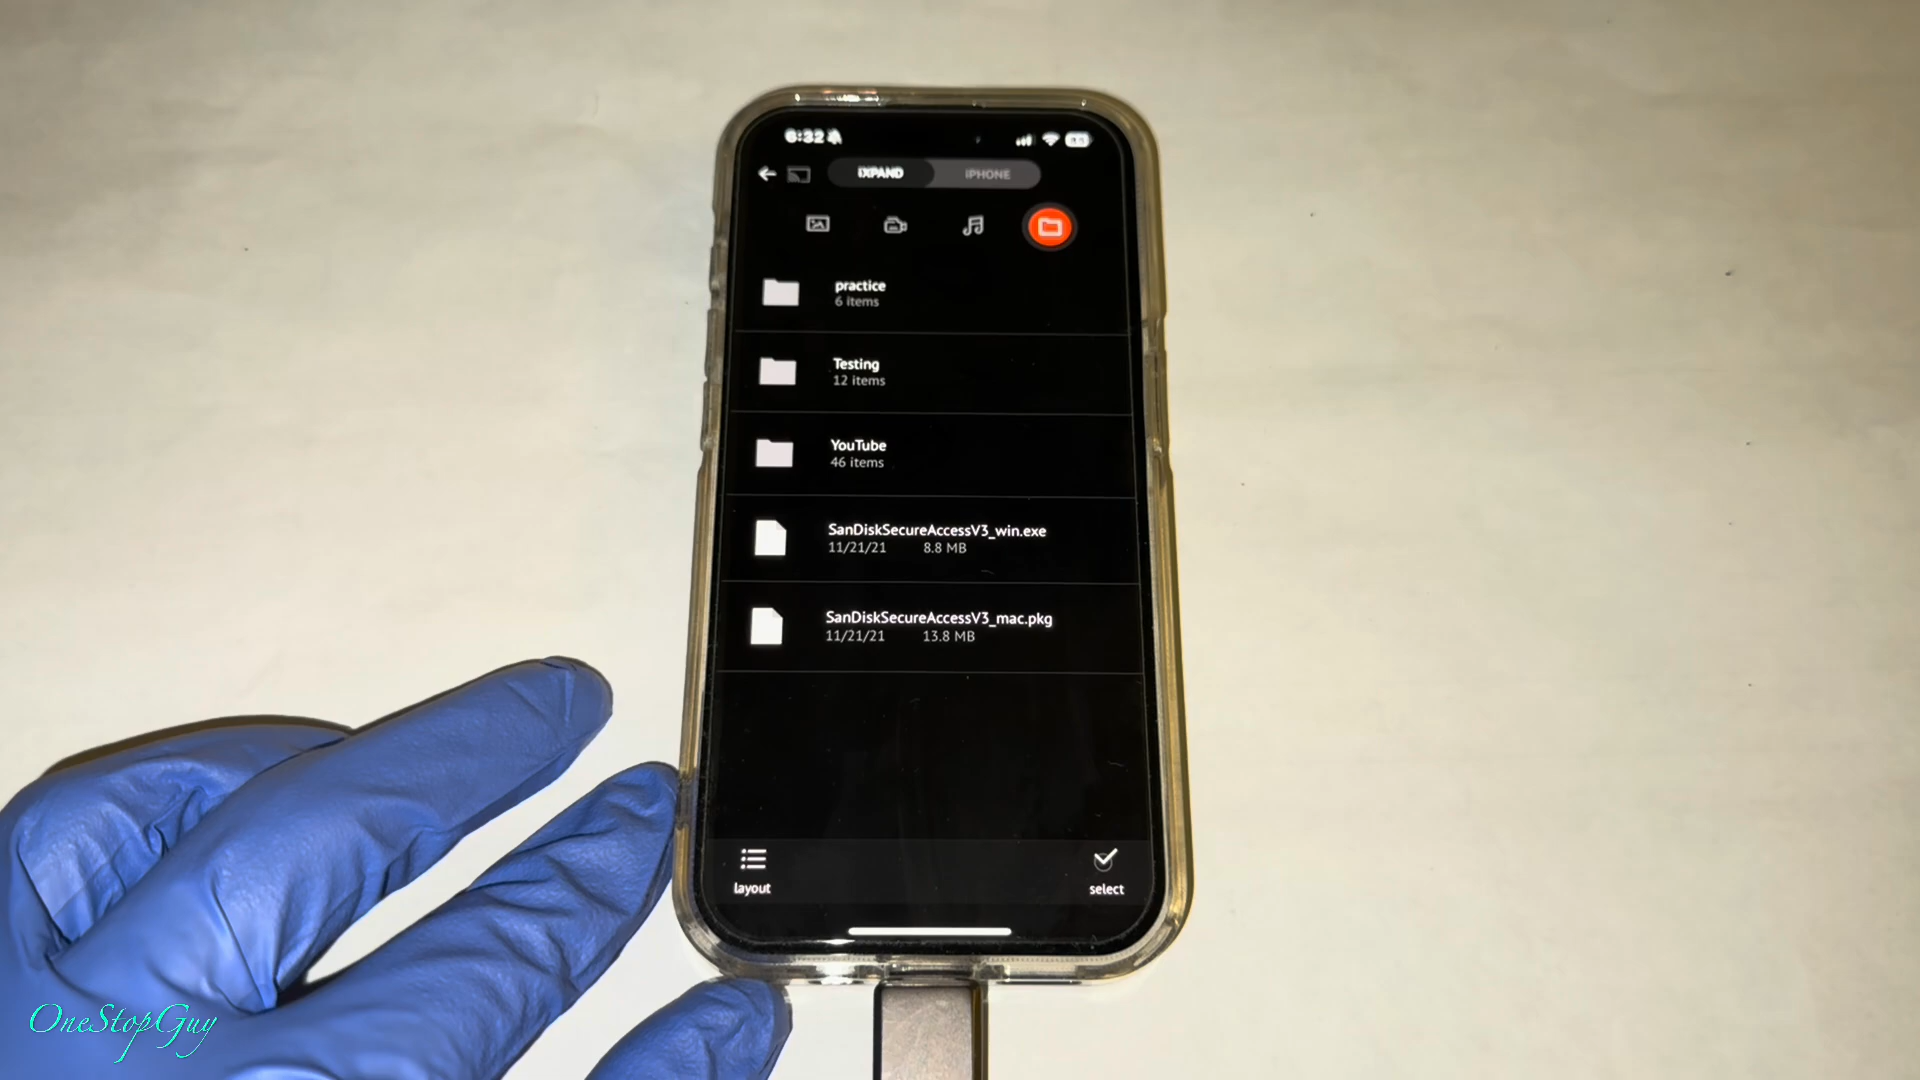 6:32
iXPAND
iPHONE
practice
6 items
Testing
12 items
YouTube
46 items
SanDiskSecureAccessV3_win.exe
11/21/21 8.8 MB
SanDiskSecureAccessV3_mac.pkg
11/21/21 13.8 MB
layout
select
OneStopGuy